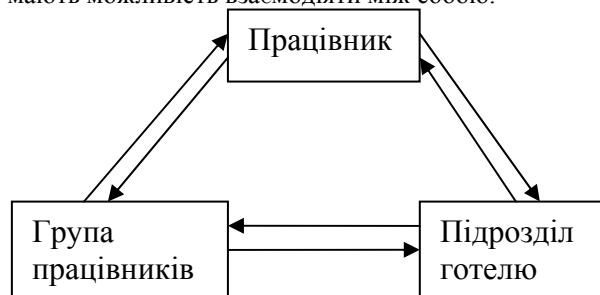 мають можливість взаємодіяти між собою.
Працівник
Група
працівників
Підрозділ
готелю